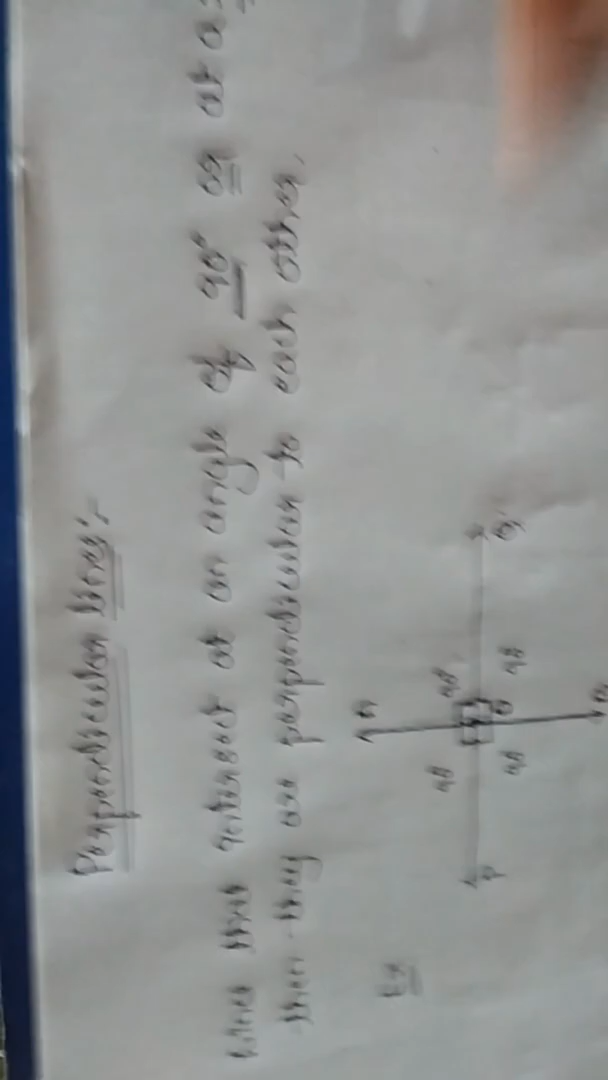 Perpendicular lines:-
Lines that intersect at an angle of 90° or at a
then they are perpendicular to each other.
Ex
90 90
P O
90 90